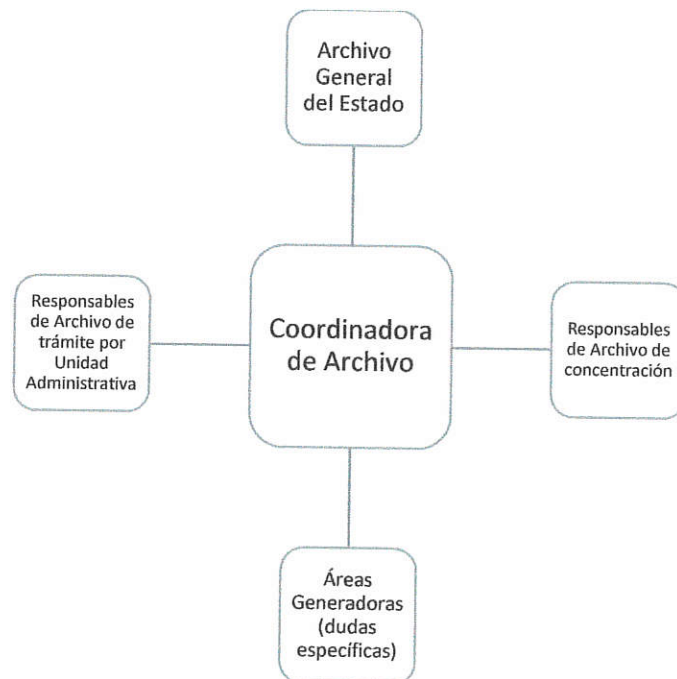 Archivo
General
del Estado
Responsables
de Archivo de
trámite por
Unidad
Administrativa
Coordinadora
de Archivo
Responsables
de Archivo de
concentración
Áreas
Generadoras
(dudas
específicas)